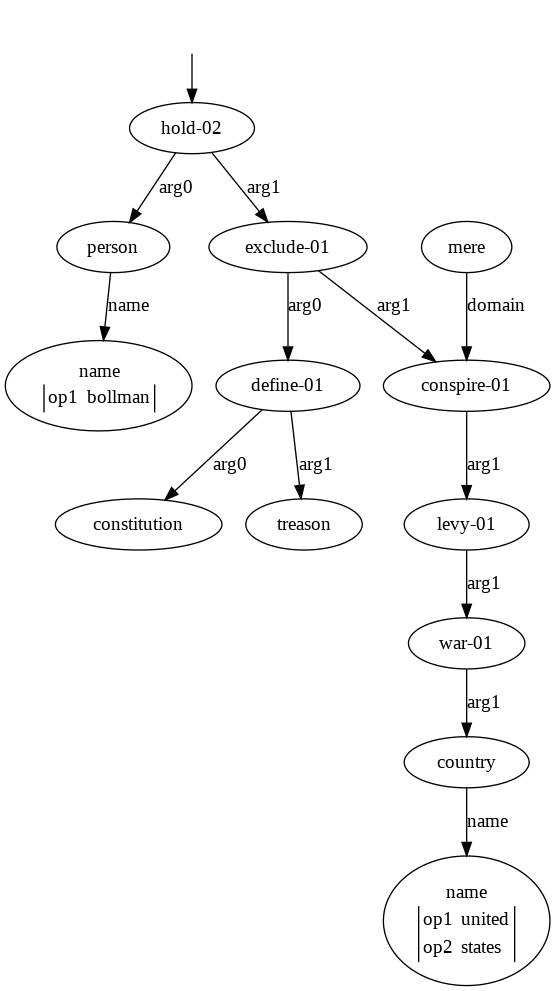 hold-02
arg0 arg1
person exclude-01 mere
name arg0 arg1 domain
name
op1 bollman
define-01 conspire-01
arg0 arg1 arg1
constitution treason levy-01
arg1
war-01
arg1
country
name
name
op1 united
op2 states